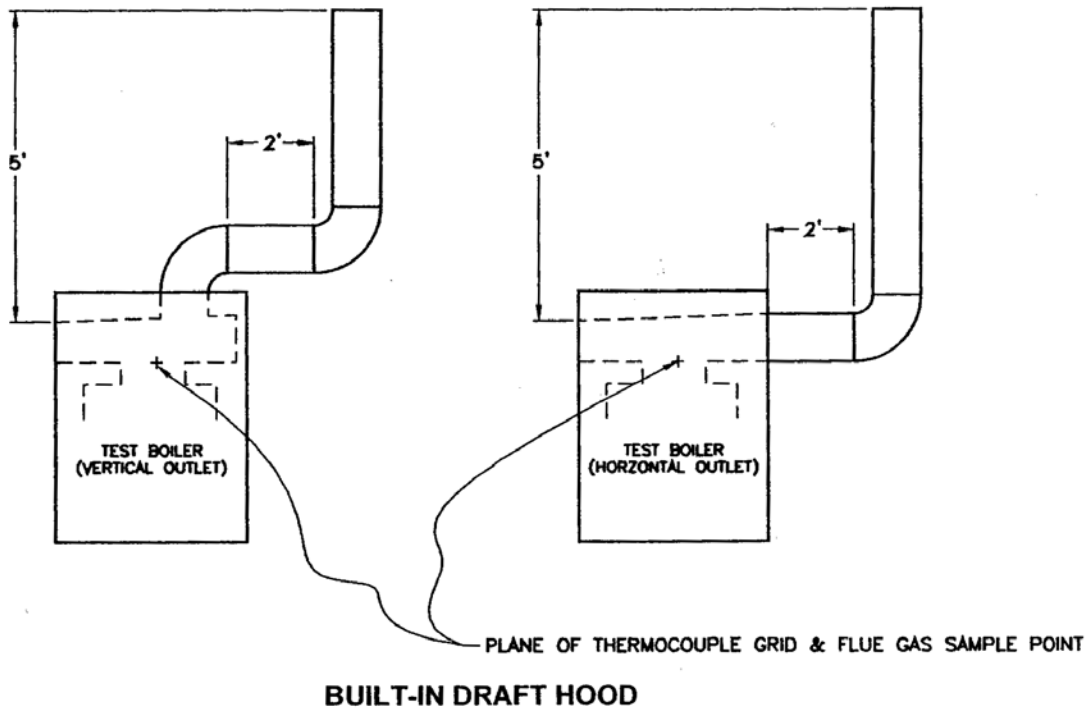 5'
2'
TEST BOILER
(VERTICAL OUTLET)
5'
2'
TEST BOILER
(HORZONTAL OUTLET)
PLANE OF THERMOCOUPLE GRID & FLUE GAS SAMPLE POINT
BUILT-IN DRAFT HOOD